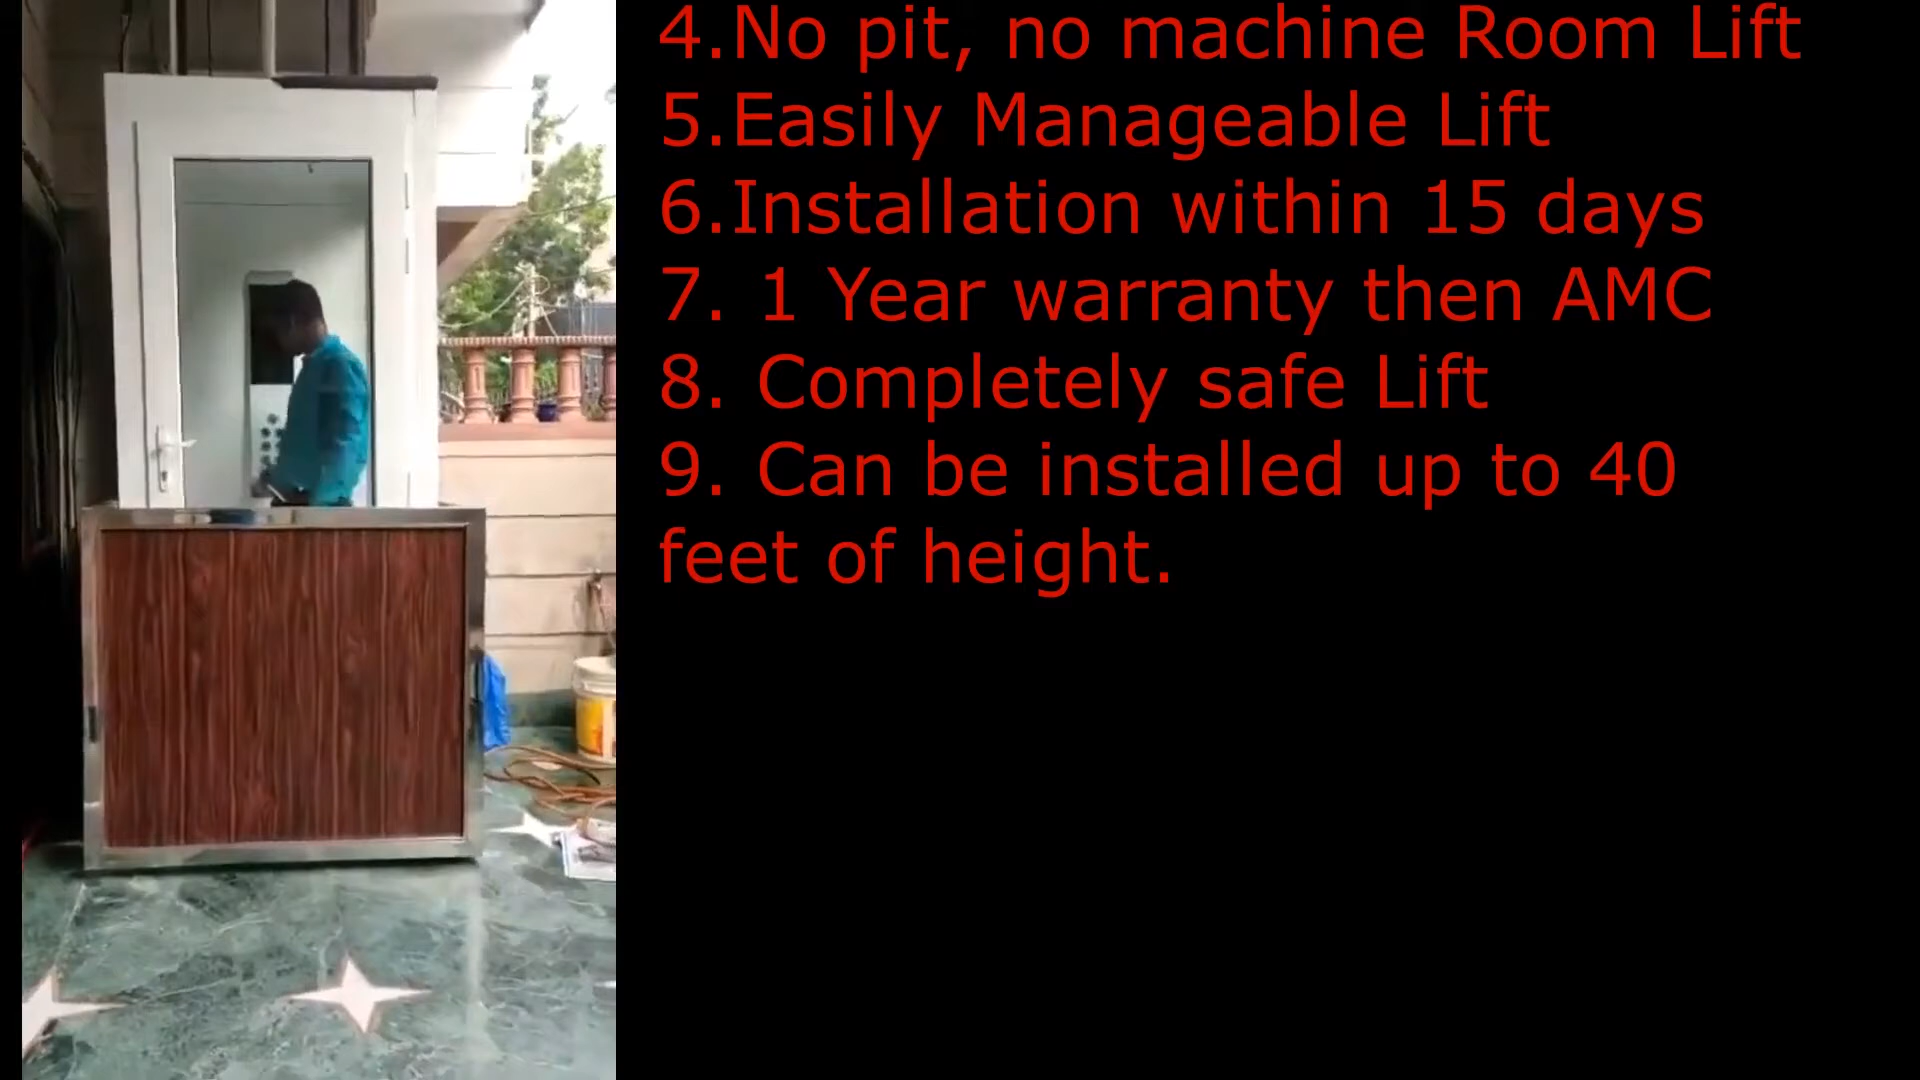 4.No pit, no machine Room Lift
5.Easily Manageable Lift
6.Installation within 15 days
7. 1 Year warranty then AMC
8. Completely safe Lift
9. Can be installed up to 40
feet of height.